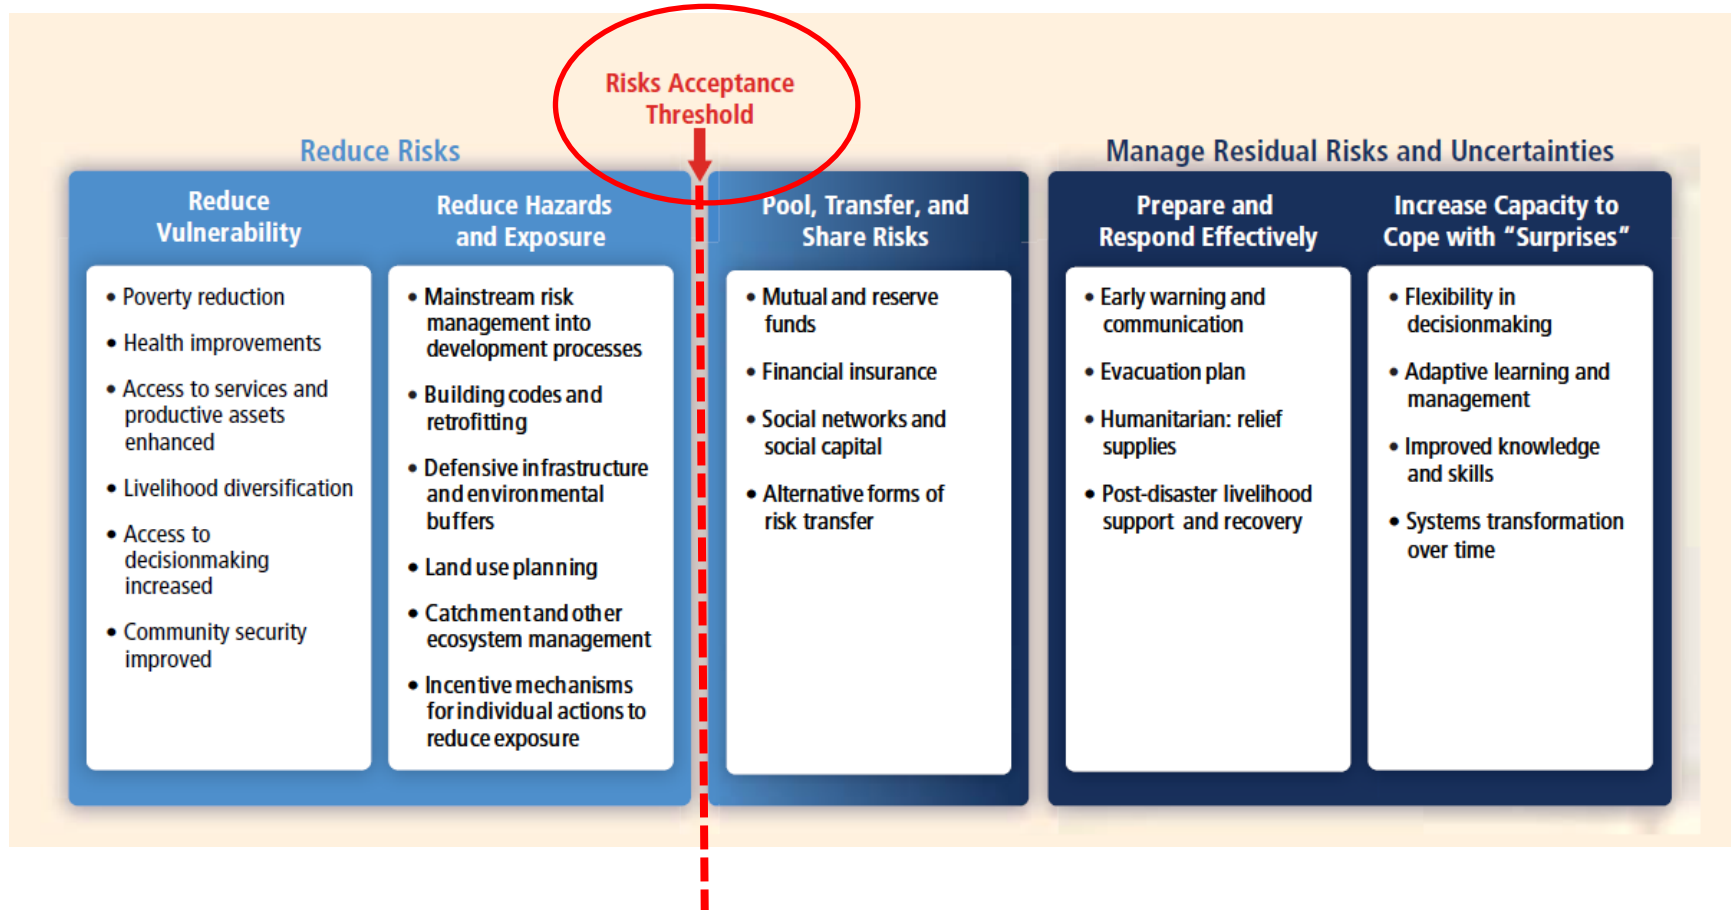 Risks Acceptance
Threshold
Reduce Risks
Manage Residual Risks and Uncertainties
Reduce
Vulnerability
• Poverty reduction
• Health improvements
• Access to services and
productive assets
enhanced
• Livelihood diversification
• Access to
decisionmaking
increased
• Community security
improved
Reduce Hazards
and Exposure
• Mainstream risk
management into
development processes
• Building codes and
retrofitting
• Defensive infrastructure
and environmental
buffers
• Land use planning
• Catchment and other
ecosystem management
• Incentive mechanisms
for individual actions to
reduce exposure
Pool, Transfer, and
Share Risks
• Mutual and reserve
funds
• Financial insurance
• Social networks and
social capital
• Alternative forms of
risk transfer
Prepare and
Respond Effectively
• Early warning and
communication
• Evacuation plan
• Humanitarian: relief
supplies
• Post-disaster livelihood
support and recovery
Increase Capacity to
Cope with “Surprises”
• Flexibility in
decisionmaking
• Adaptive learning and
management
• Improved knowledge
and skills
• Systems transformation
over time